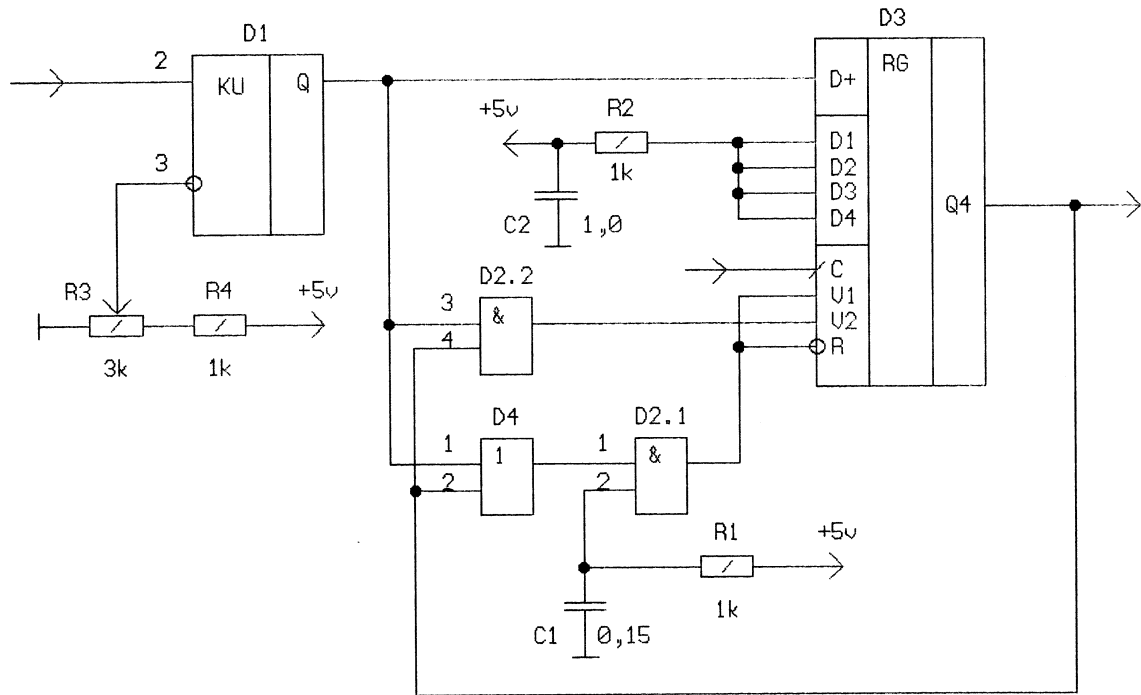 D1
D3
2
KU
Q
RG
D+
+5v
R2
D1
3
1k
D2
D3
D4
Q4
C2
1,0
D2.2
C
R3
R4
+5v
3
&
V1
V2
4
R
3k
1k
D4
D2.1
1
1
1
&
2
2
R1
+5v
1k
C1
0,15